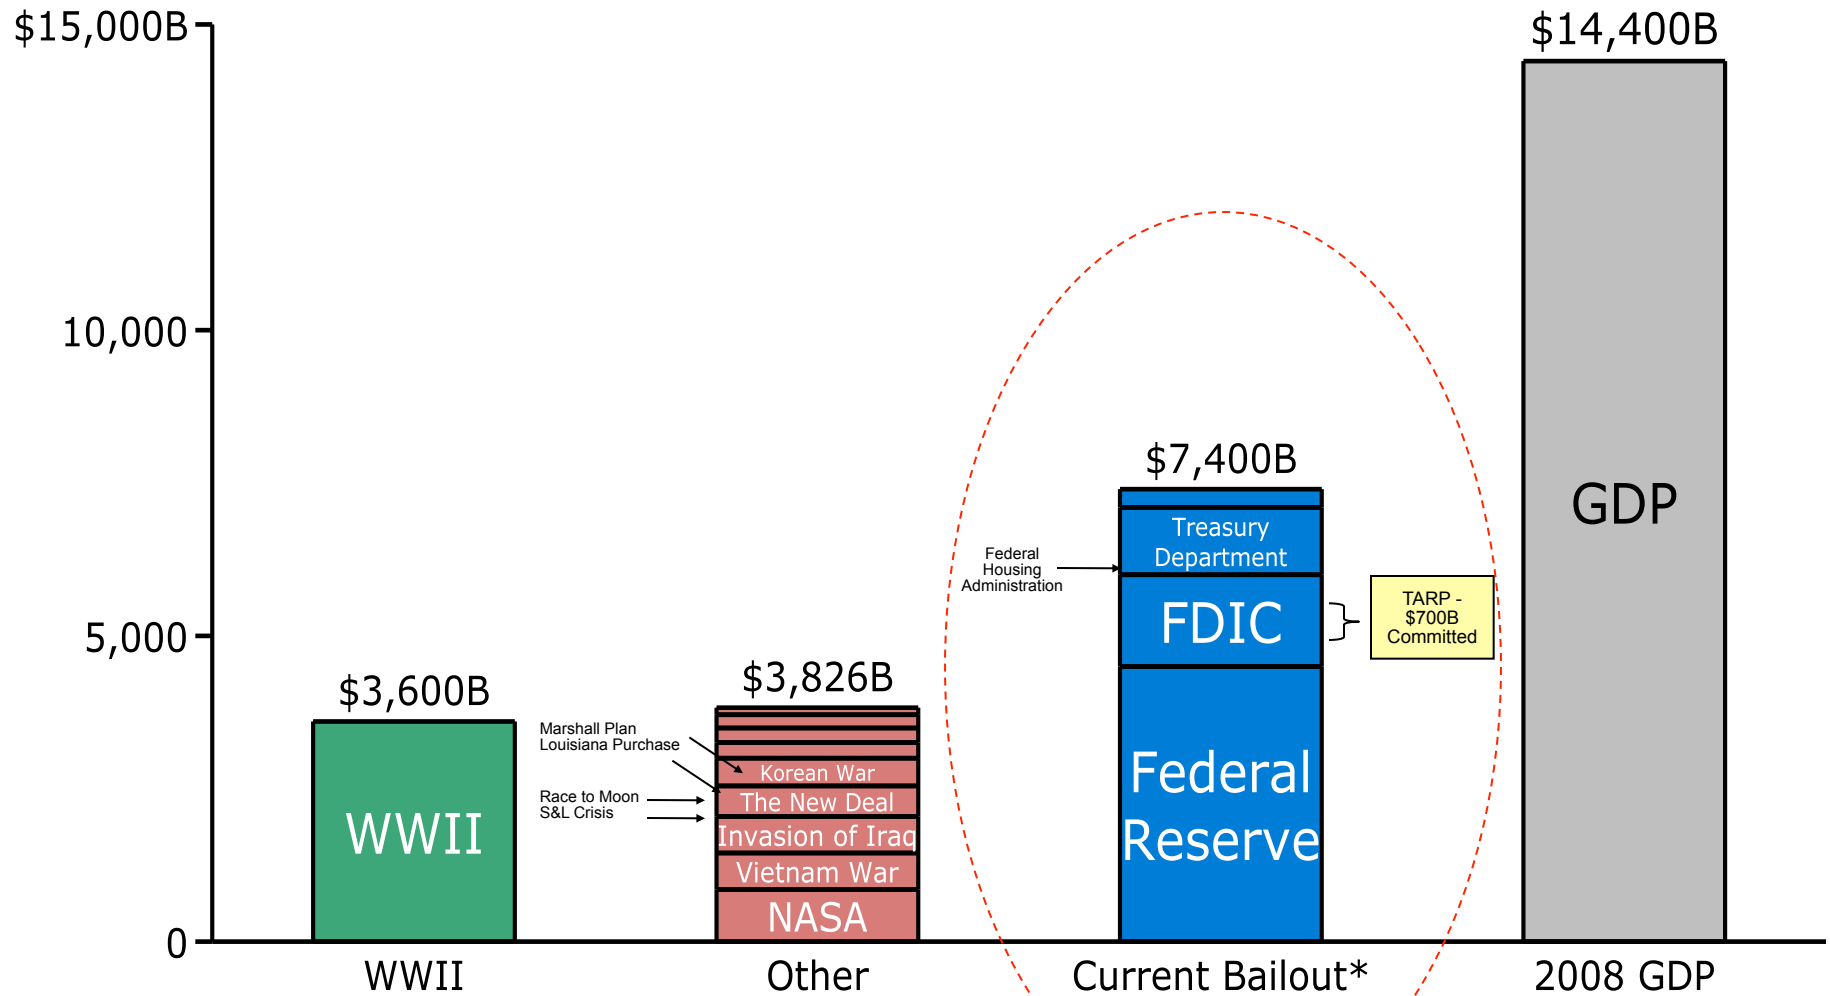 $15,000B
10,000
5,000
0
$3,600B
WWII
WWII
$3,826B
Marshall Plan
Louisiana Purchase
Race to Moon
S&L Crisis
Korean War
The New Deal
Invasion of Iraq
Vietnam War
NASA
Other
$7,400B
Treasury
Department
Federal
Housing
Administration
FDIC
TARP -
$700B
Committed
Federal
Reserve
Current Bailout*
$14,400B
GDP
2008 GDP